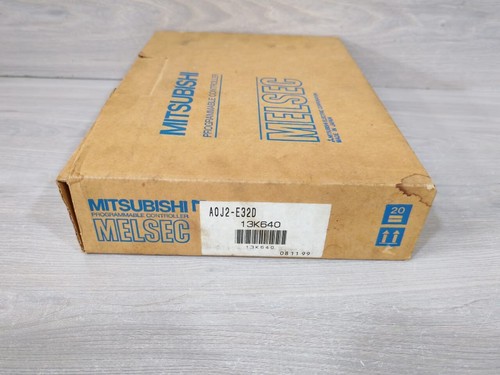 MITSUBISHI
PROGRAMMABLE CONTROLLER
MELSEC
MITSUBISHI
PROGRAMMABLE CONTROLLER
MELSEC
A0J2-E32D
13K640
13K640
081199
20